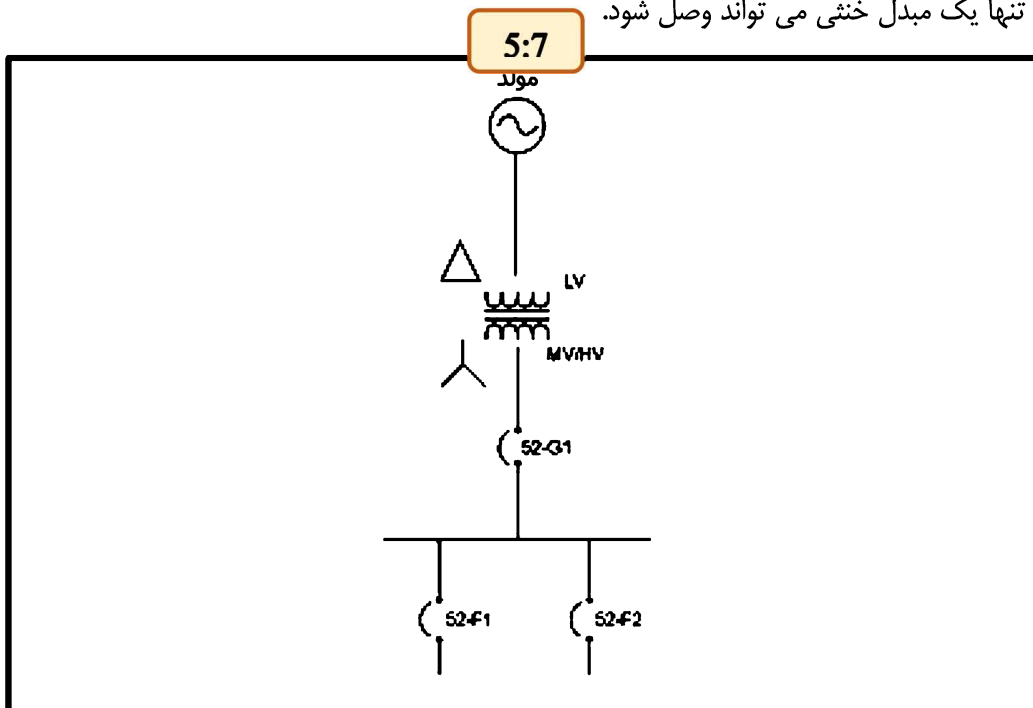 تنها یک مبدل خنثی می تواند وصل شود.
5:7
مولد
LV
MV/HV
52-G1
52-F1
52-F2